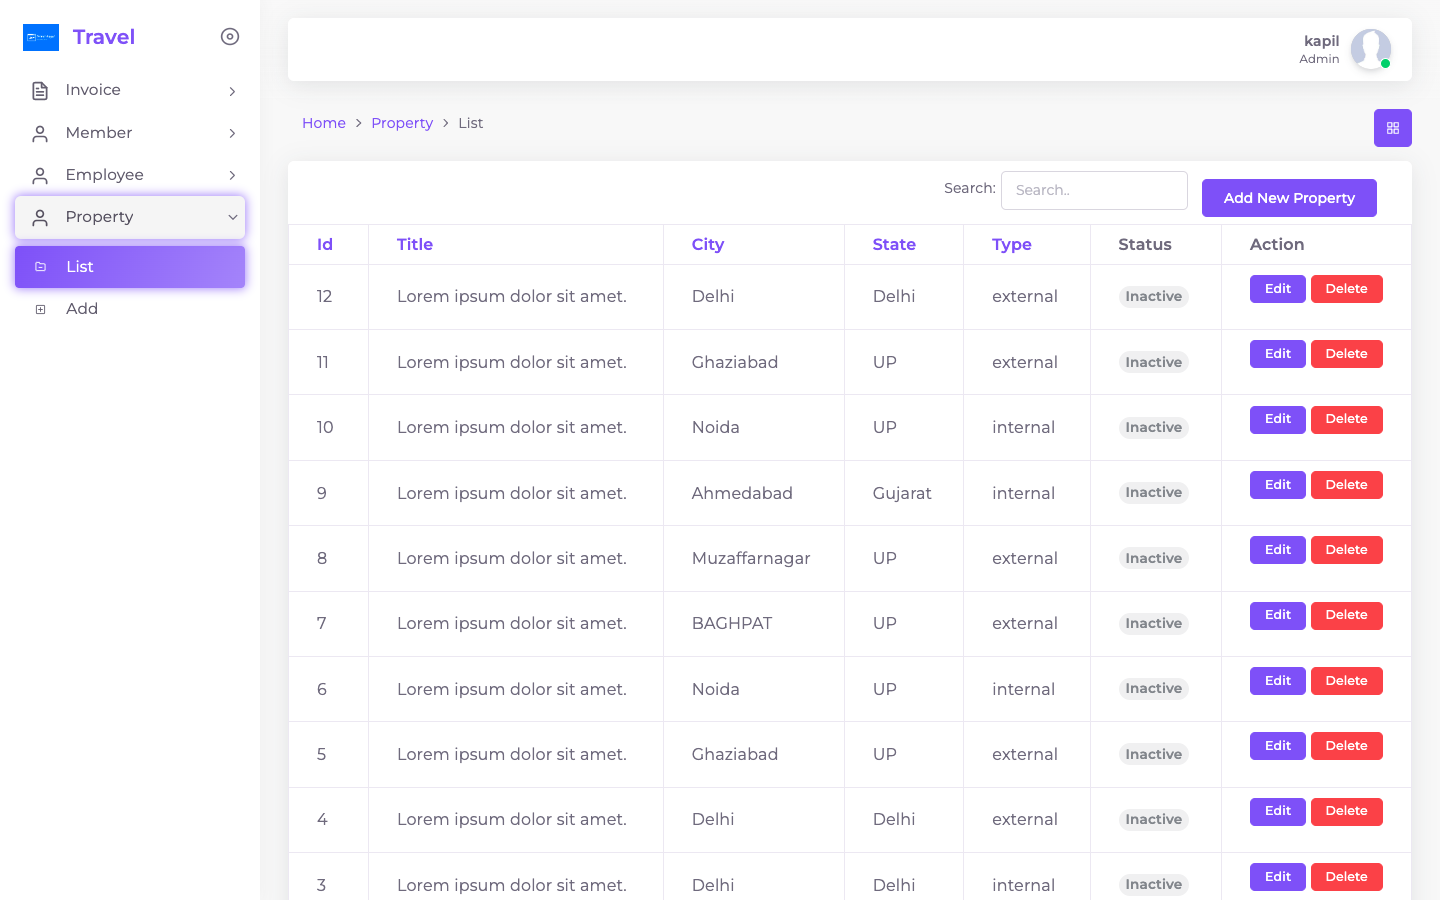 Travel
Invoice
Member
Employee
Property
List
Add
kapil
Admin
Home > Property > List
Search: Search.. Add New Property
Id Title City State Type Status Action
12 Lorem ipsum dolor sit amet. Delhi Delhi external Inactive Edit Delete
11 Lorem ipsum dolor sit amet. Ghaziabad UP external Inactive Edit Delete
10 Lorem ipsum dolor sit amet. Noida UP internal Inactive Edit Delete
9 Lorem ipsum dolor sit amet. Ahmedabad Gujarat internal Inactive Edit Delete
8 Lorem ipsum dolor sit amet. Muzaffarnagar UP external Inactive Edit Delete
7 Lorem ipsum dolor sit amet. BAGHPAT UP external Inactive Edit Delete
6 Lorem ipsum dolor sit amet. Noida UP internal Inactive Edit Delete
5 Lorem ipsum dolor sit amet. Ghaziabad UP external Inactive Edit Delete
4 Lorem ipsum dolor sit amet. Delhi Delhi external Inactive Edit Delete
3 Lorem ipsum dolor sit amet. Delhi Delhi internal Inactive Edit Delete